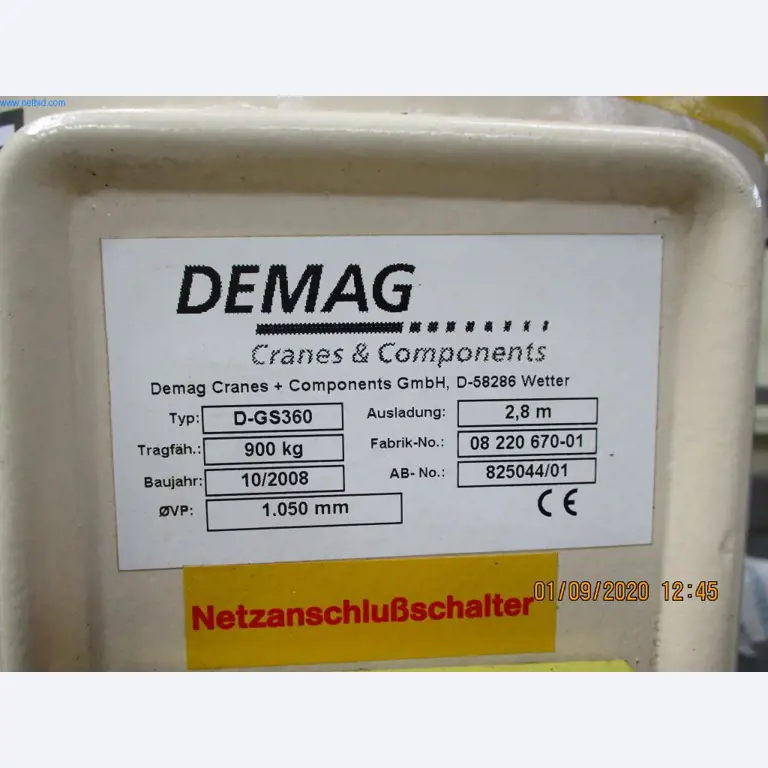 www.netbid.com
DEMAG
Cranes & Components
Demag Cranes + Components GmbH, D-58286 Wetter
Typ: D-GS360 Ausladung: 2,8 m
Tragfäh.: 900 kg Fabrik-No.: 08 220 670-01
Baujahr: 10/2008 AB- No.: 825044/01
ØVP: 1.050 mm CE
Netzanschlußschalter
01/09/2020 12:45